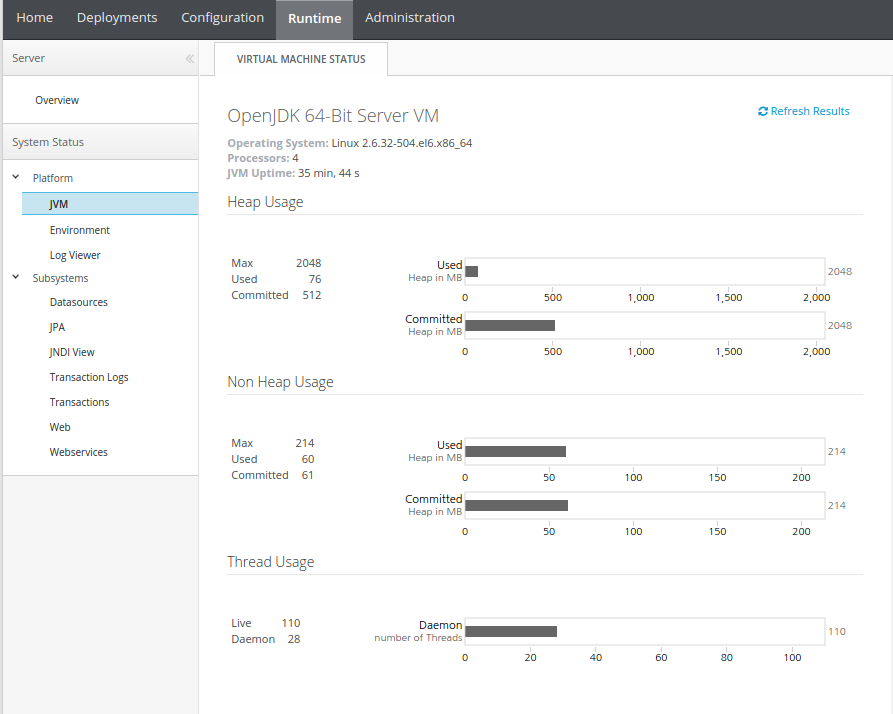 Home Deployments Configuration Runtime Administration
Server «
Overview
System Status
Platform
JVM
Environment
Log Viewer
Subsystems
Datasources
JPA
JNDI View
Transaction Logs
Transactions
Web
Webservices
VIRTUAL MACHINE STATUS
OpenJDK 64-Bit Server VM
Refresh Results
Operating System: Linux 2.6.32-504.el6.x86_64
Processors: 4
JVM Uptime: 35 min, 44 s
Heap Usage
Max 2048
Used 76
Committed 512
Used
Heap in MB
2048
0 500 1,000 1,500 2,000
Committed
Heap in MB
2048
0 500 1,000 1,500 2,000
Non Heap Usage
Max 214
Used 60
Committed 61
Used
Heap in MB
214
0 50 100 150 200
Committed
Heap in MB
214
0 50 100 150 200
Thread Usage
Live 110
Daemon 28
Daemon
number of Threads
110
0 20 40 60 80 100